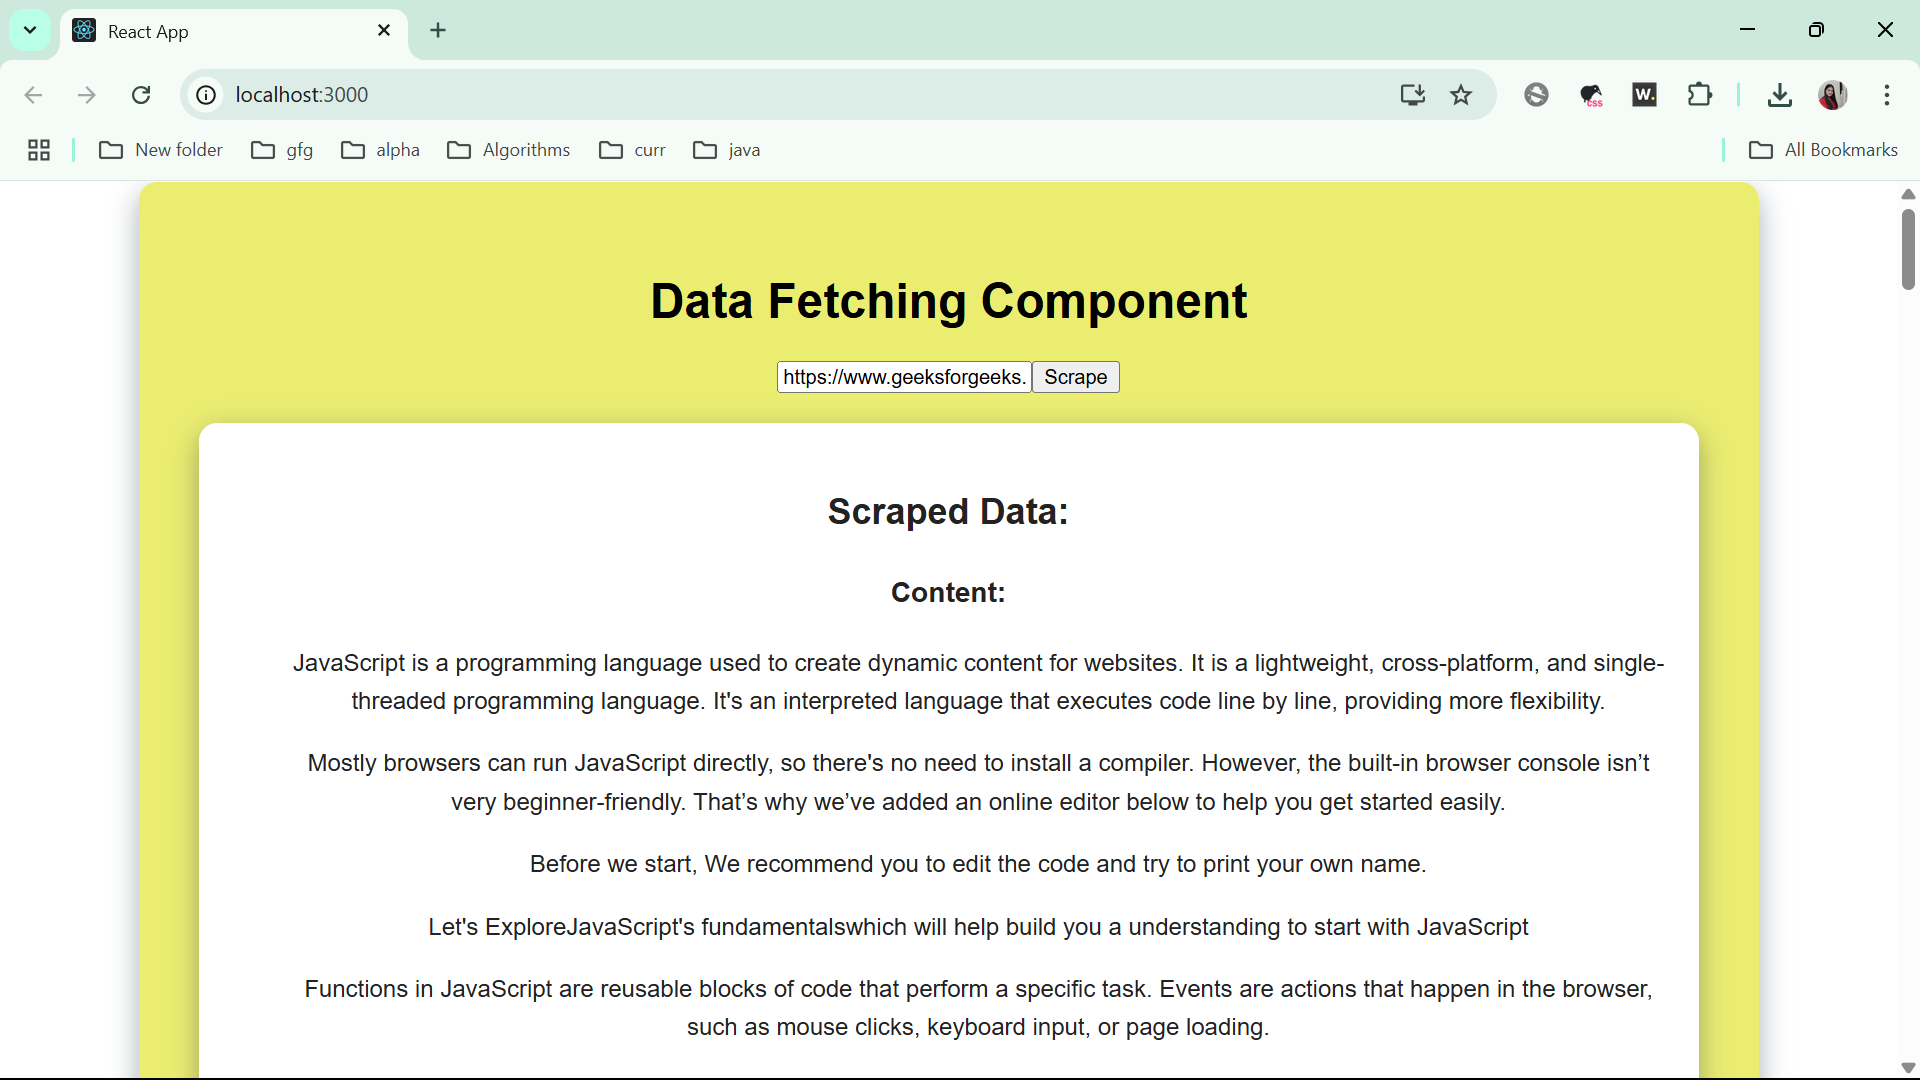 React App
localhost:3000
css
W.
New folder
gfg
alpha
Algorithms
curr
java
All Bookmarks
Data Fetching Component
https://www.geeksforgeeks.
Scrape
Scraped Data:
Content:
JavaScript is a programming language used to create dynamic content for websites. It is a lightweight, cross-platform, and single-
threaded programming language. It's an interpreted language that executes code line by line, providing more flexibility.
Mostly browsers can run JavaScript directly, so there's no need to install a compiler. However, the built-in browser console isn’t
very beginner-friendly. That’s why we’ve added an online editor below to help you get started easily.
Before we start, We recommend you to edit the code and try to print your own name.
Let's ExploreJavaScript's fundamentalswhich will help build you a understanding to start with JavaScript
Functions in JavaScript are reusable blocks of code that perform a specific task. Events are actions that happen in the browser,
such as mouse clicks, keyboard input, or page loading.